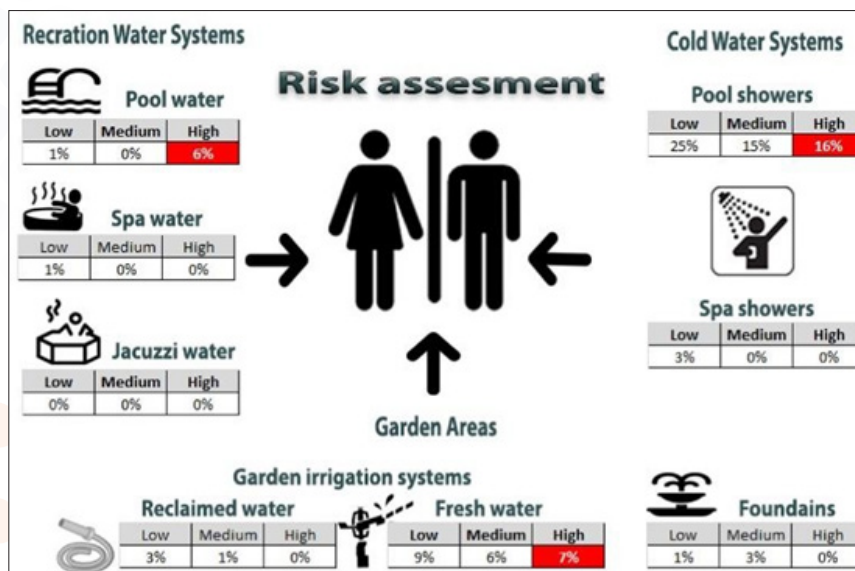 Recration Water Systems
Risk assesment
Cold Water Systems
Pool water
Low Medium High
1% 0% 6%
Spa water
Low Medium High
1% 0% 0%
Jacuzzi water
Low Medium High
0% 0% 0%
Pool showers
Low Medium High
25% 15% 16%
Spa showers
Low Medium High
3% 0% 0%
Garden Areas
Garden irrigation systems
Reclaimed water
Low Medium High
3% 1% 0%
Fresh water
Low Medium High
9% 6% 7%
Foundains
Low Medium High
1% 3% 0%